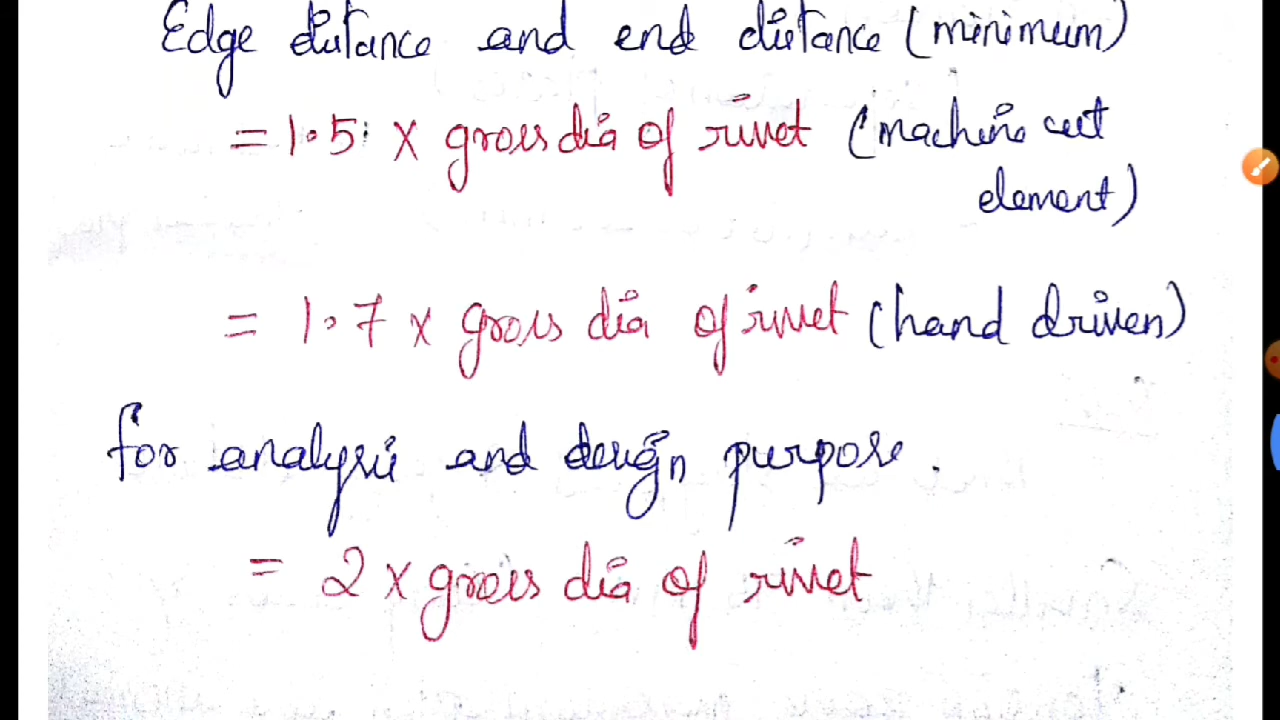 Edge distance and end distance (minimum)
= 1.5 x gross dia of rivet (machine cut
element)
= 1.7 x gross dia of rivet (hand driven)
for analysis and design purpose.
= 2 x gross dia of rivet